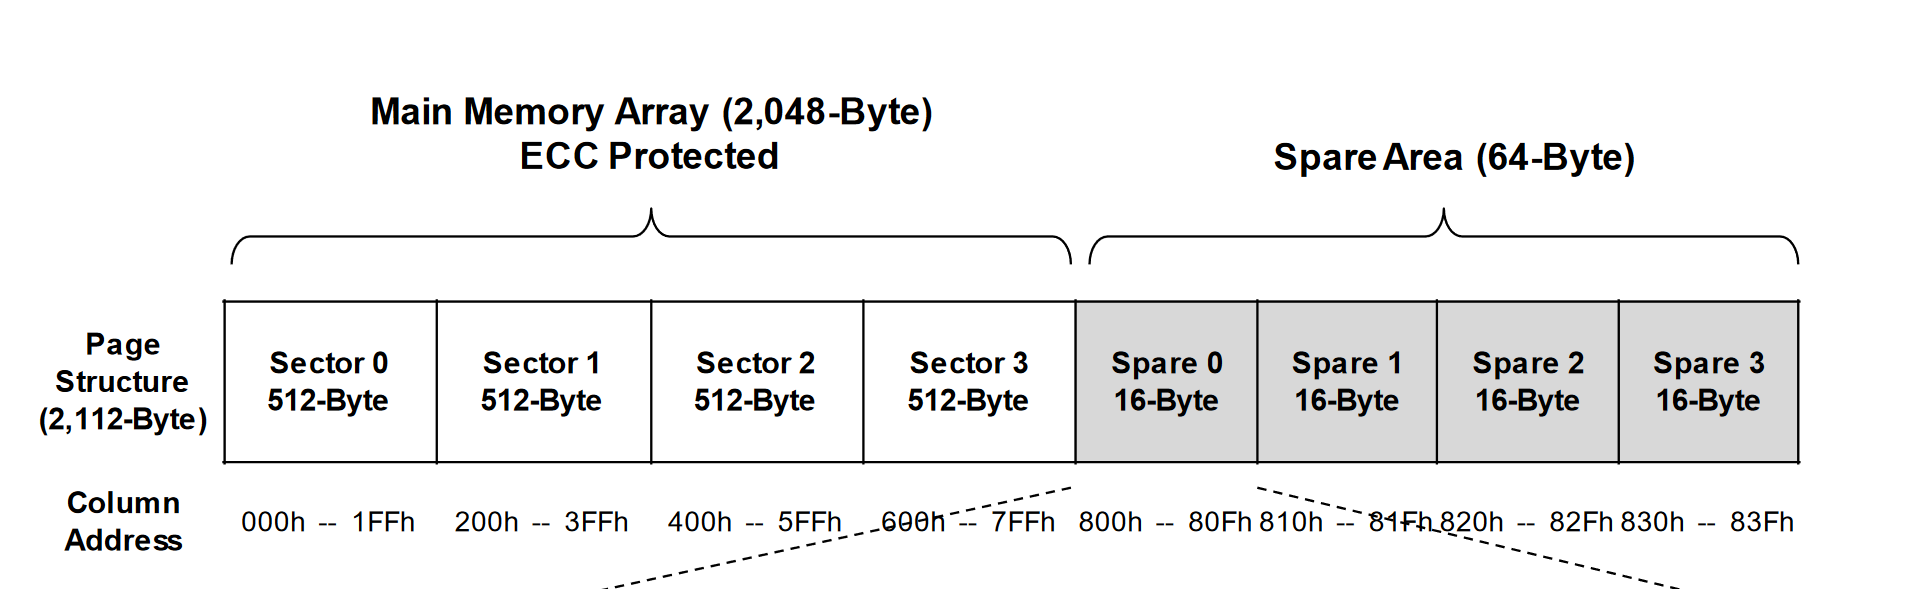 Main Memory Array (2,048-Byte)
ECC Protected
Spare Area (64-Byte)
Page
Structure
(2,112-Byte)
Sector 0
512-Byte
Sector 1
512-Byte
Sector 2
512-Byte
Sector 3
512-Byte
Spare 0
16-Byte
Spare 1
16-Byte
Spare 2
16-Byte
Spare 3
16-Byte
Column
Address
000h -- 1FFh
200h -- 3FFh
400h -- 5FFh
600h -- 7FFh
800h -- 80Fh
810h -- 81Fh
820h -- 82Fh
830h -- 83Fh